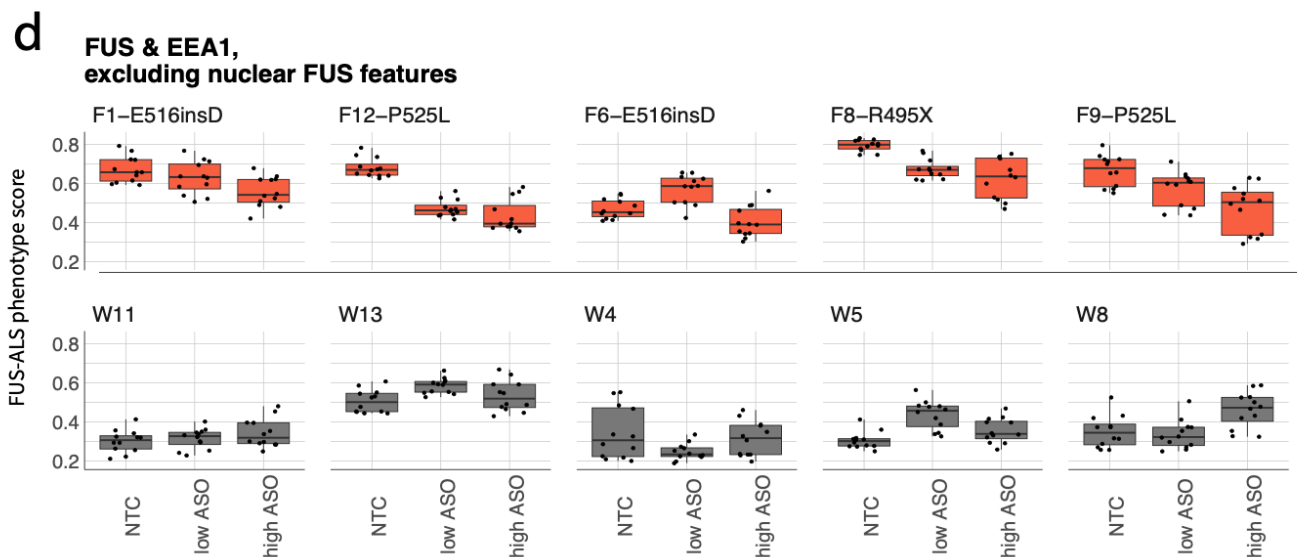 d
FUS & EEA1,
excluding nuclear FUS features
FUS-ALS phenotype score
F1−E516insD F12−P525L F6−E516insD F8−R495X F9−P525L
0.8
0.6
0.4
0.2
W11 W13 W4 W5 W8
0.8
0.6
0.4
0.2
NTC low ASO high ASO NTC low ASO high ASO NTC low ASO high ASO NTC low ASO high ASO NTC low ASO high ASO